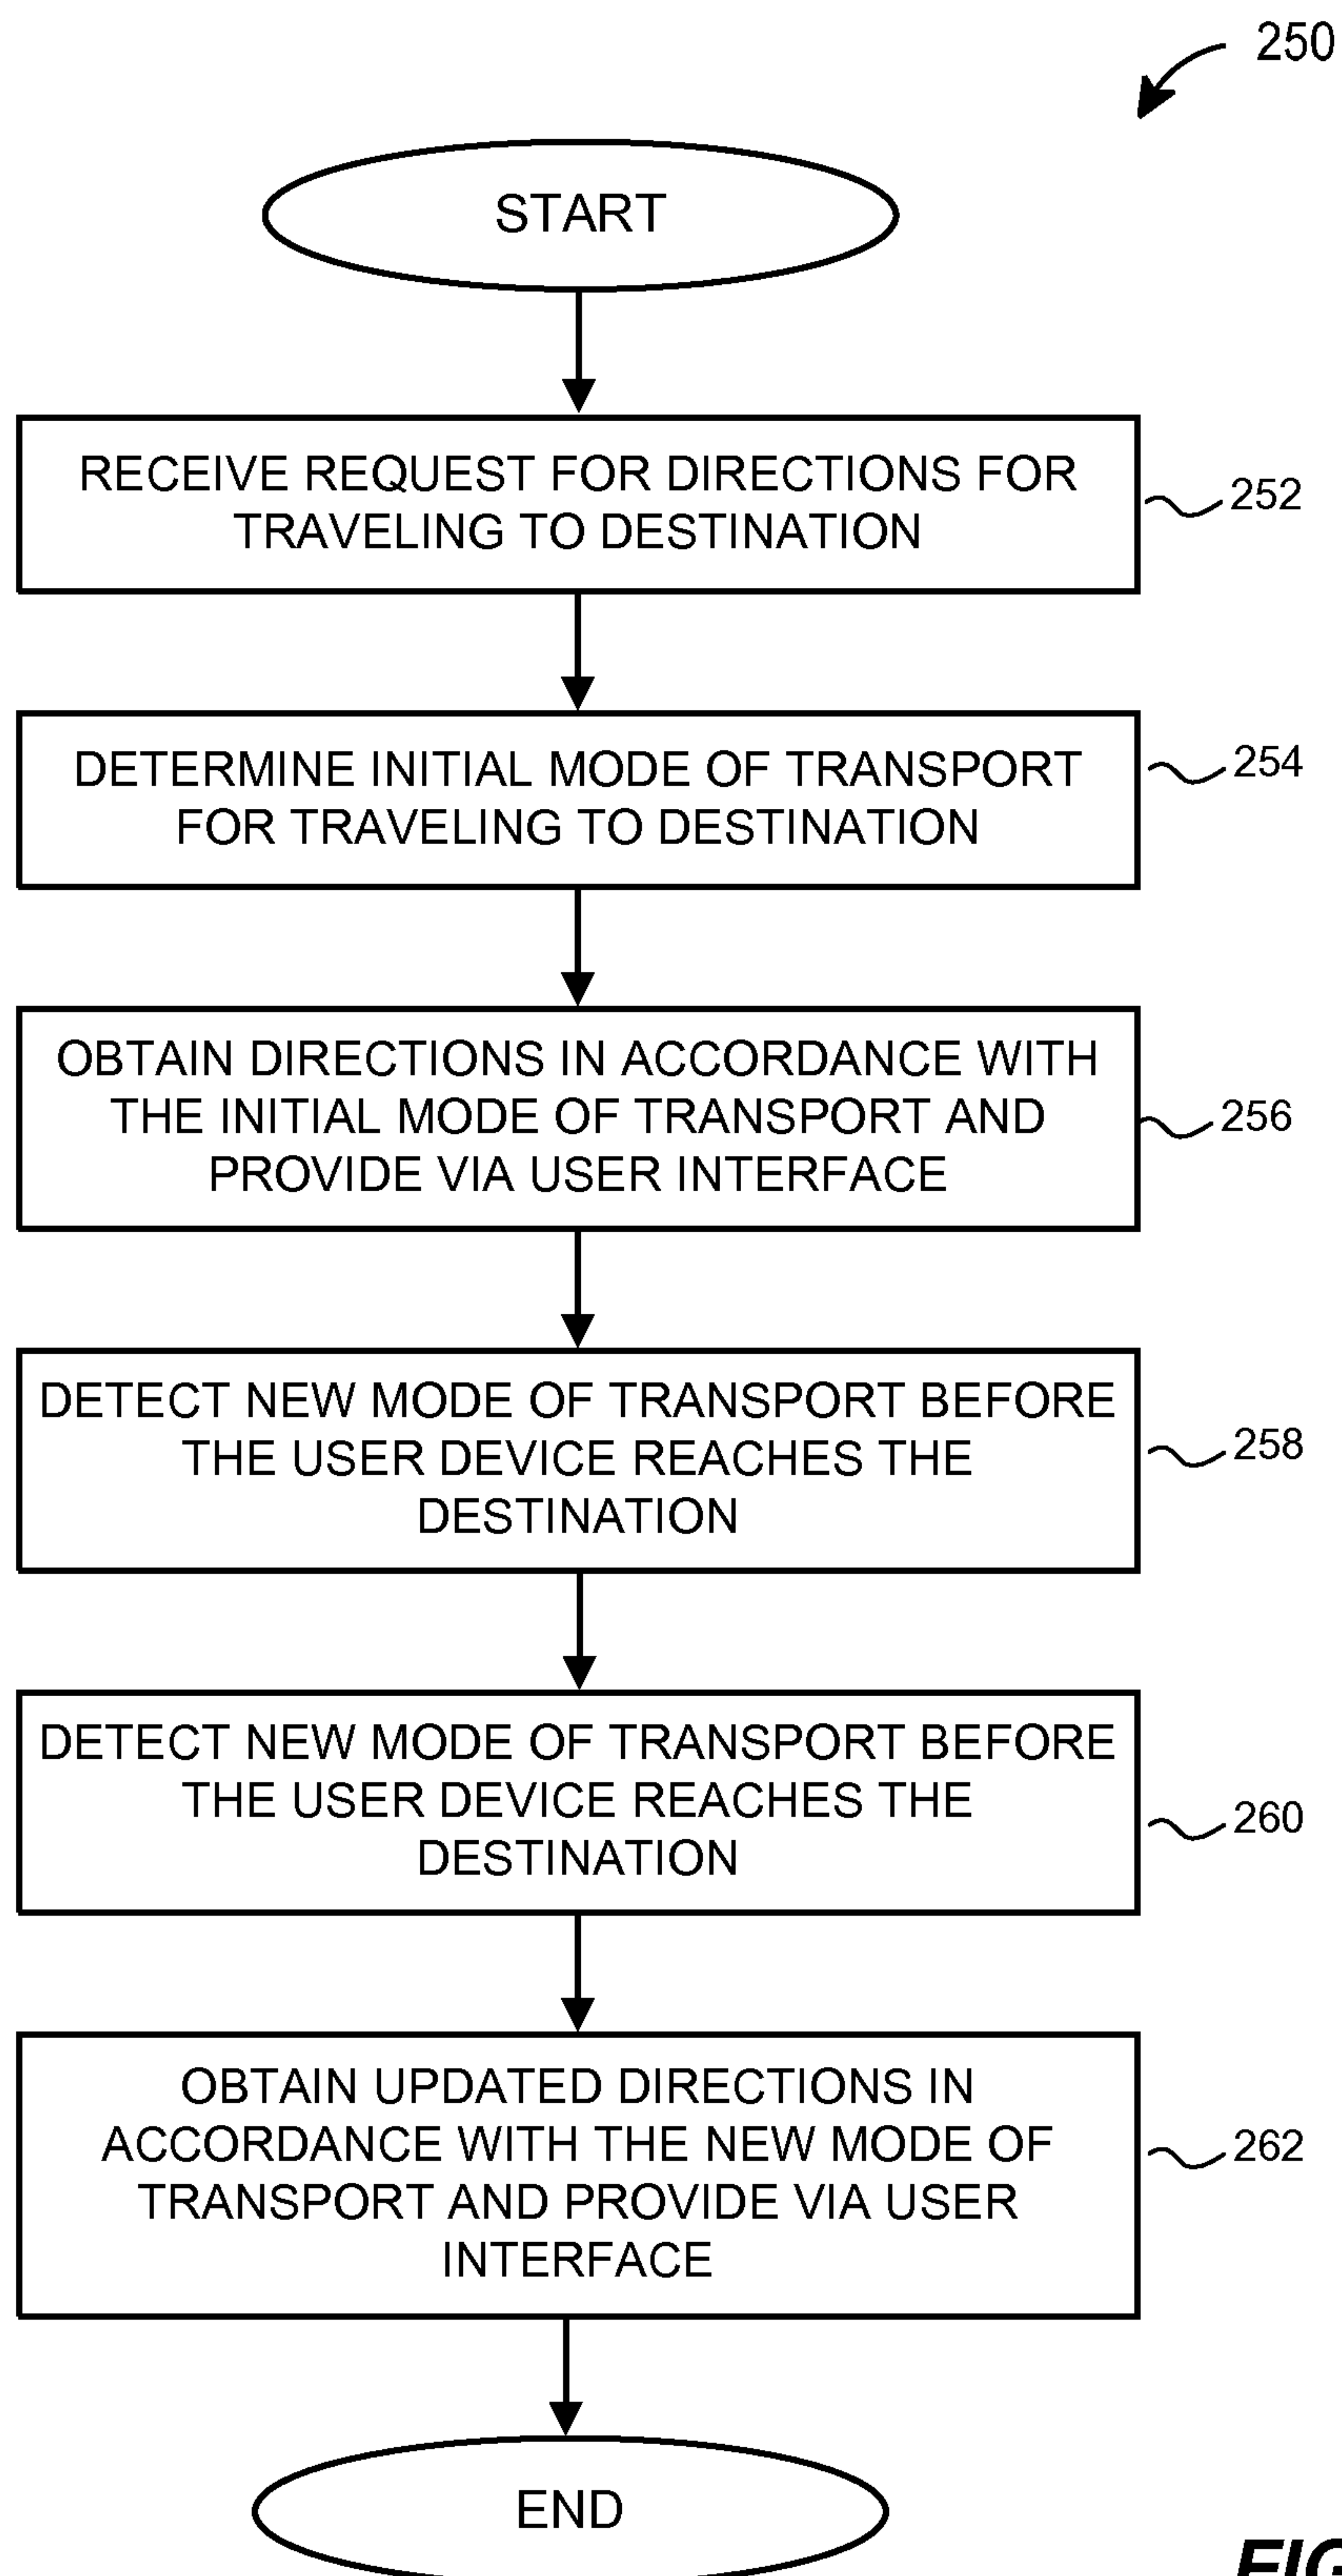 250
START
RECEIVE REQUEST FOR DIRECTIONS FOR
TRAVELING TO DESTINATION
252
DETERMINE INITIAL MODE OF TRANSPORT
FOR TRAVELING TO DESTINATION
254
OBTAIN DIRECTIONS IN ACCORDANCE WITH
THE INITIAL MODE OF TRANSPORT AND
PROVIDE VIA USER INTERFACE
256
DETECT NEW MODE OF TRANSPORT BEFORE
THE USER DEVICE REACHES THE
DESTINATION
258
DETECT NEW MODE OF TRANSPORT BEFORE
THE USER DEVICE REACHES THE
DESTINATION
260
OBTAIN UPDATED DIRECTIONS IN
ACCORDANCE WITH THE NEW MODE OF
TRANSPORT AND PROVIDE VIA USER
INTERFACE
262
END